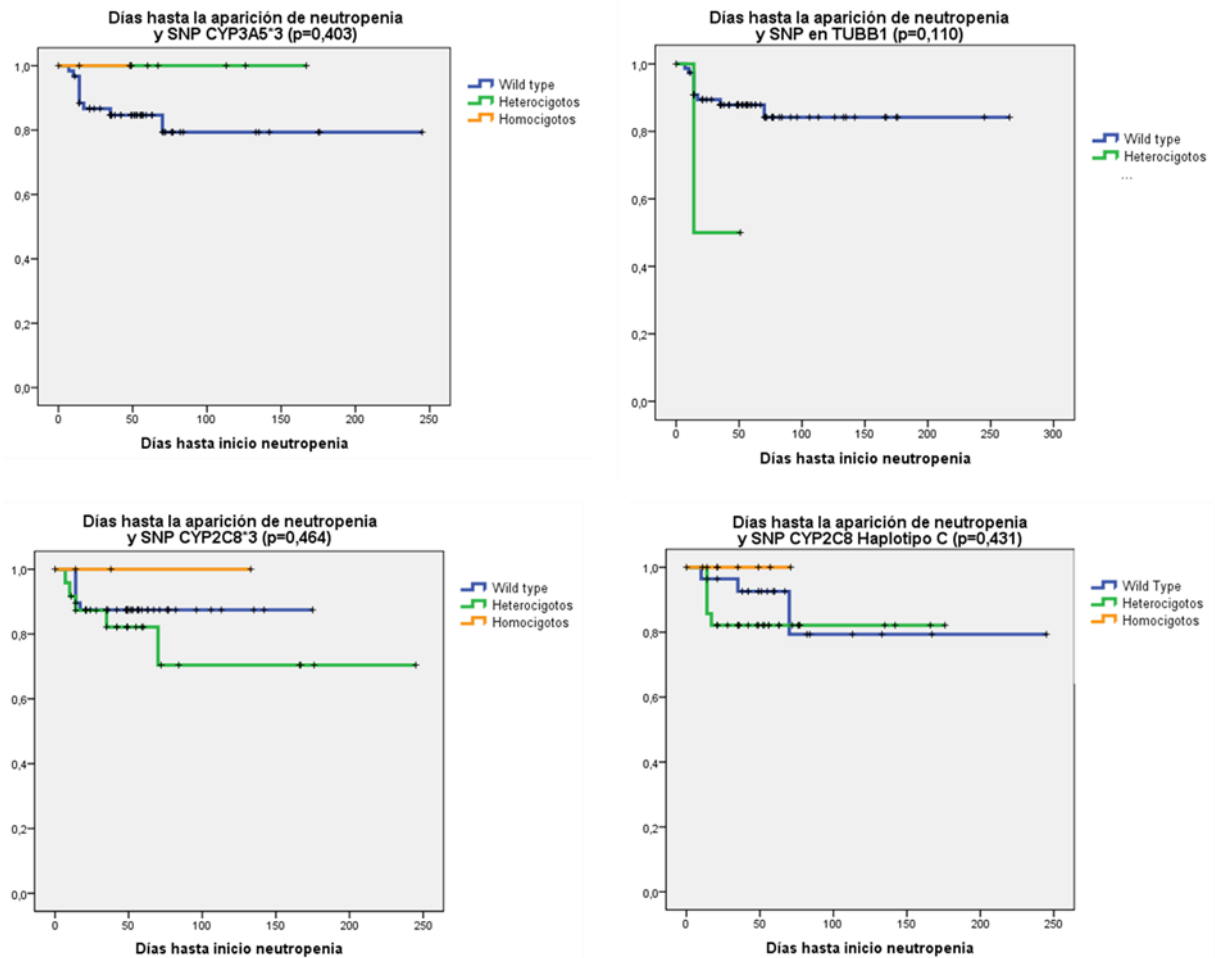 Días hasta la aparición de neutropenia
y SNP CYP3A5*3 (p=0,403)
1,0
0,8
0,6
0,4
0,2
0,0
0 50 100 150 200 250
Días hasta inicio neutropenia
Wild type
Heterocigotos
Homocigotos
Días hasta la aparición de neutropenia
y SNP en TUBB1 (p=0,110)
1,0
0,8
0,6
0,4
0,2
0,0
0 50 100 150 200 250 300
Días hasta inicio neutropenia
Wild type
Heterocigotos
...
Días hasta la aparición de neutropenia
y SNP CYP2C8*3 (p=0,464)
1,0
0,8
0,6
0,4
0,2
0,0
0 50 100 150 200 250
Días hasta inicio neutropenia
Wild type
Heterocigotos
Homocigotos
Días hasta la aparición de neutropenia
y SNP CYP2C8 Haplotipo C (p=0,431)
1,0
0,8
0,6
0,4
0,2
0,0
0 50 100 150 200 250
Días hasta inicio neutropenia
Wild Type
Heterocigotos
Homocigotos